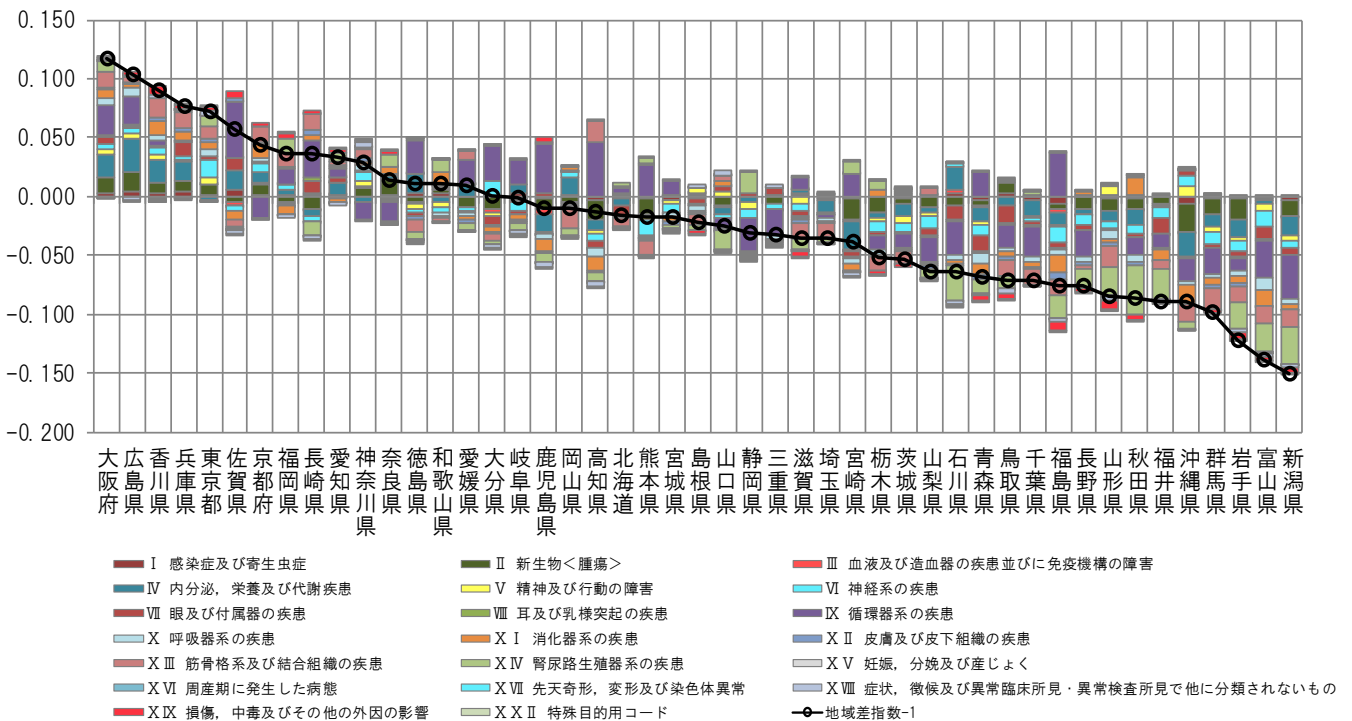 0.150
0.100
0.050
0.000
-0.050
-0.100
-0.150
-0.200
大阪府
広島県
香川県
兵庫県
東京都
佐賀県
京都府
福岡県
長崎県
愛知県
神奈川県
奈良県
徳島県
和歌山県
愛媛県
大分県
岐阜県
鹿児島県
岡山県
高知県
北海道
熊本県
宮城県
島根県
山口県
静岡県
三重県
滋賀県
埼玉県
宮崎県
栃木県
茨城県
山梨県
石川県
青森県
鳥取県
千葉県
福島県
長野県
山形県
秋田県
福井県
沖縄県
群馬県
岩手県
富山県
新潟県
Ⅰ 感染症及び寄生虫症
Ⅱ 新生物<腫瘍>
Ⅲ 血液及び造血器の疾患並びに免疫機構の障害
Ⅳ 内分泌，栄養及び代謝疾患
Ⅴ 精神及び行動の障害
Ⅵ 神経系の疾患
Ⅶ 眼及び付属器の疾患
Ⅷ 耳及び乳様突起の疾患
Ⅸ 循環器系の疾患
Ⅹ 呼吸器系の疾患
ⅩⅠ 消化器系の疾患
ⅩⅡ 皮膚及び皮下組織の疾患
ⅩⅢ 筋骨格系及び結合組織の疾患
ⅩⅣ 腎尿路生殖器系の疾患
ⅩⅤ 妊娠，分娩及び産じょく
ⅩⅥ 周産期に発生した病態
ⅩⅦ 先天奇形，変形及び染色体異常
ⅩⅧ 症状，徴候及び異常臨床所見・異常検査所見で他に分類されないもの
ⅩⅨ 損傷，中毒及びその他の外因の影響
ⅩⅩⅡ 特殊目的用コード
地域差指数-1